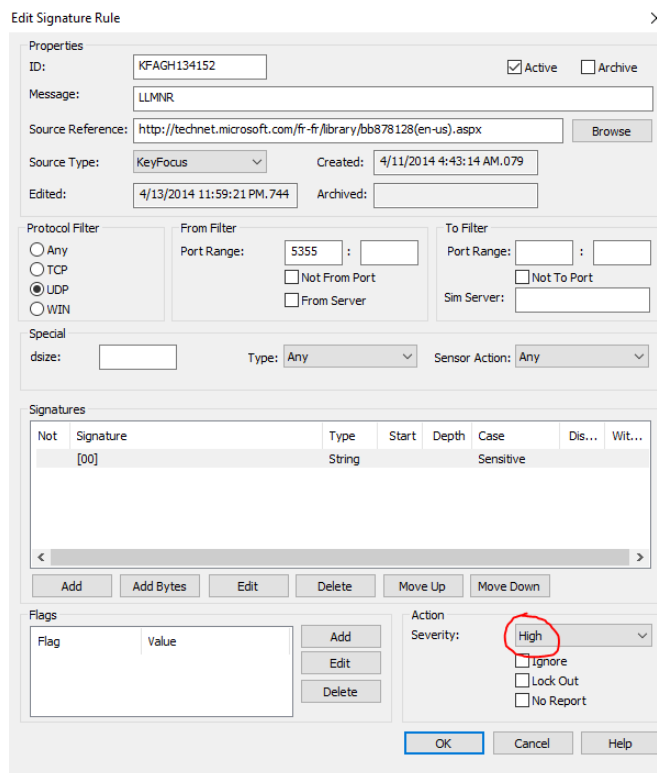 Edit Signature Rule
Properties
ID: KFAGH134152 Active Archive
Message: LLMNR
Source Reference: http://technet.microsoft.com/fr-fr/library/bb878128(en-us).aspx Browse
Source Type: KeyFocus Created: 4/11/2014 4:43:14 AM.079
Edited: 4/13/2014 11:59:21 PM.744 Archived:
Protocol Filter From Filter To Filter
Any Port Range: 5355 : Port Range: :
TCP Not From Port Not To Port
UDP From Server Sim Server:
WIN
Special
dsize: Type: Any Sensor Action: Any
Signatures
Not Signature Type Start Depth Case Dis... Wit...
[00] String Sensitive
Add Add Bytes Edit Delete Move Up Move Down
Flags Action
Flag Value Add Severity: High
Edit Ignore
Delete Lock Out
No Report
OK Cancel Help